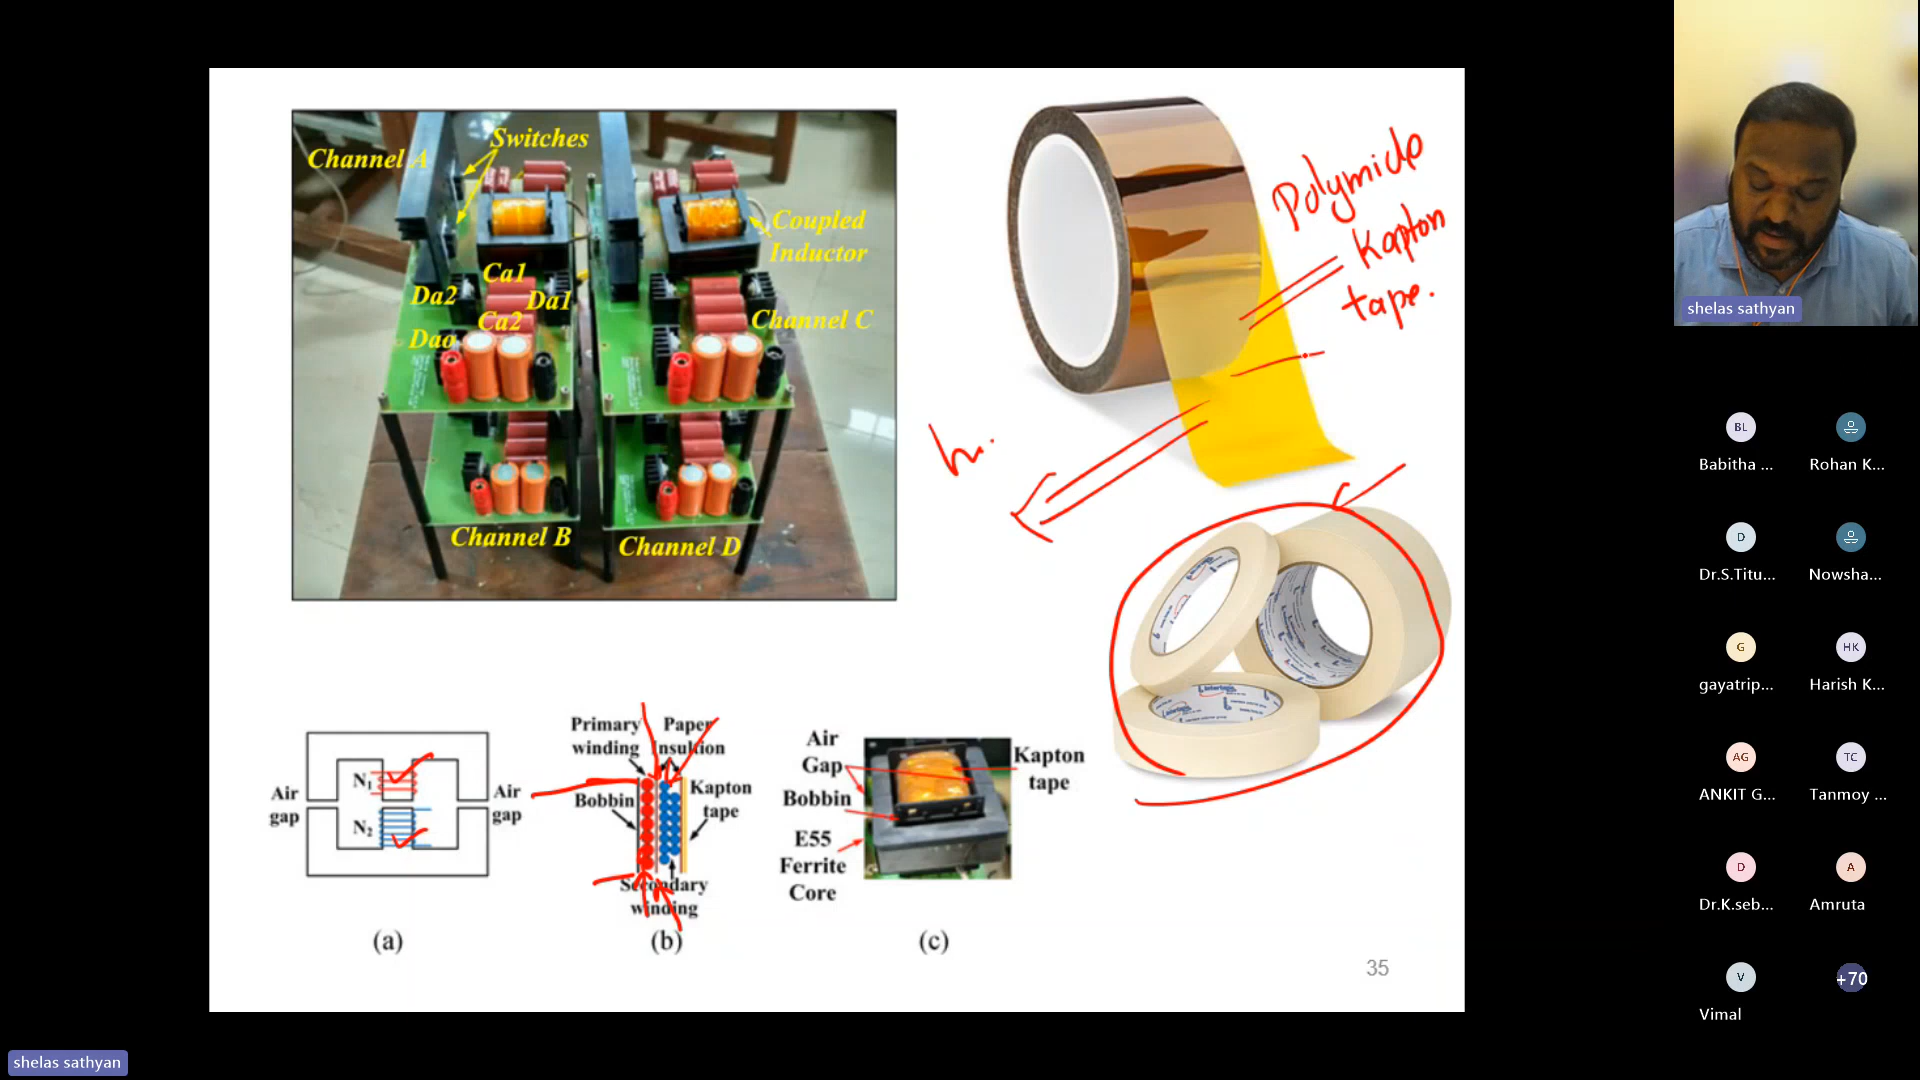 Switches
Channel A
Coupled
Inductor
Ca1
Da2
Da1
Ca2
Channel C
Dao
Channel B
Channel D
Polymide
Kapton
tape.
h.
Primary
winding
Paper
Insultion
Bobbin
Kapton
tape
Secondary
winding
Air
gap
N1
N2
Air
gap
Air
Gap
Bobbin
E55
Ferrite
Core
Kapton
tape
(a)
(b)
(c)
35
shelas sathyan
BL
Babitha ...
Rohan K...
D
Dr.S.Titu...
Nowsha...
G
gayatrip...
HK
Harish K...
AG
ANKIT G...
TC
Tanmoy ...
D
Dr.K.seb...
A
Amruta
V
Vimal
+70
shelas sathyan